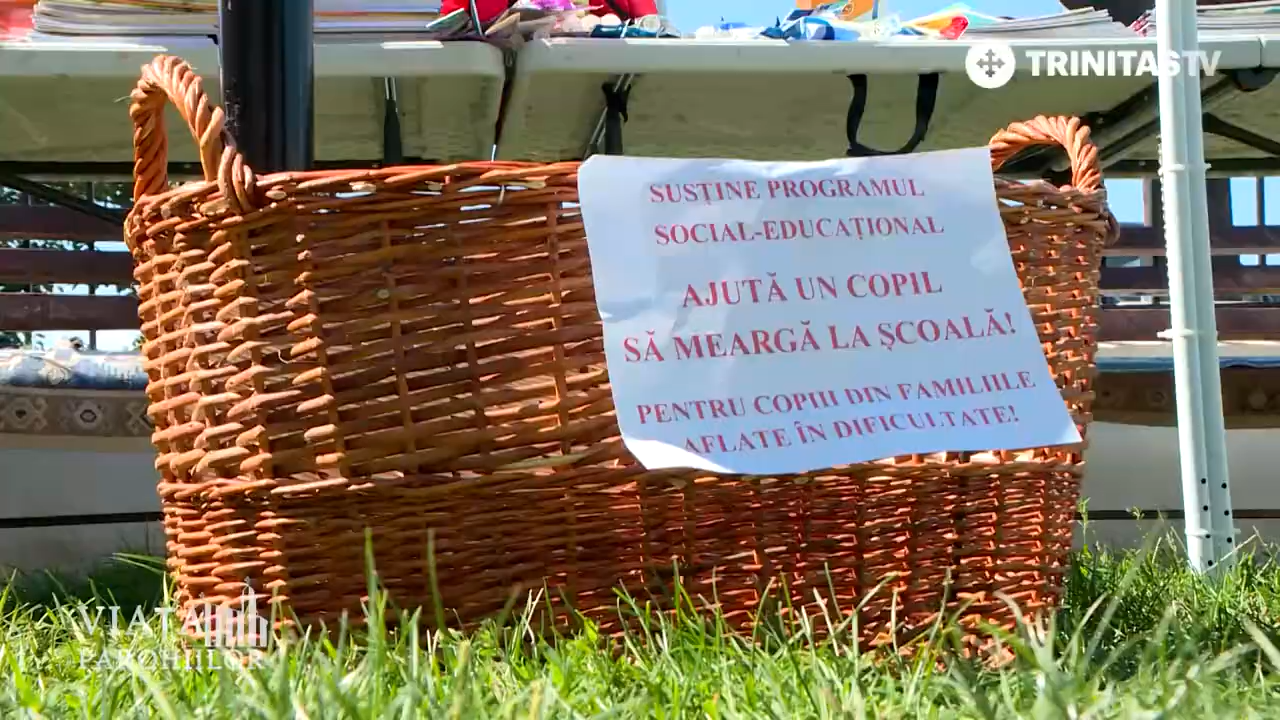 TRINITAS TV
SUSȚINE PROGRAMUL
SOCIAL-EDUCAȚIONAL
AJUTĂ UN COPIL
SĂ MEARGĂ LA ȘCOALĂ!
PENTRU COPIII DIN FAMILIILE
AFLATE ÎN DIFICULTATE!
VIAȚA
PAROHIILOR